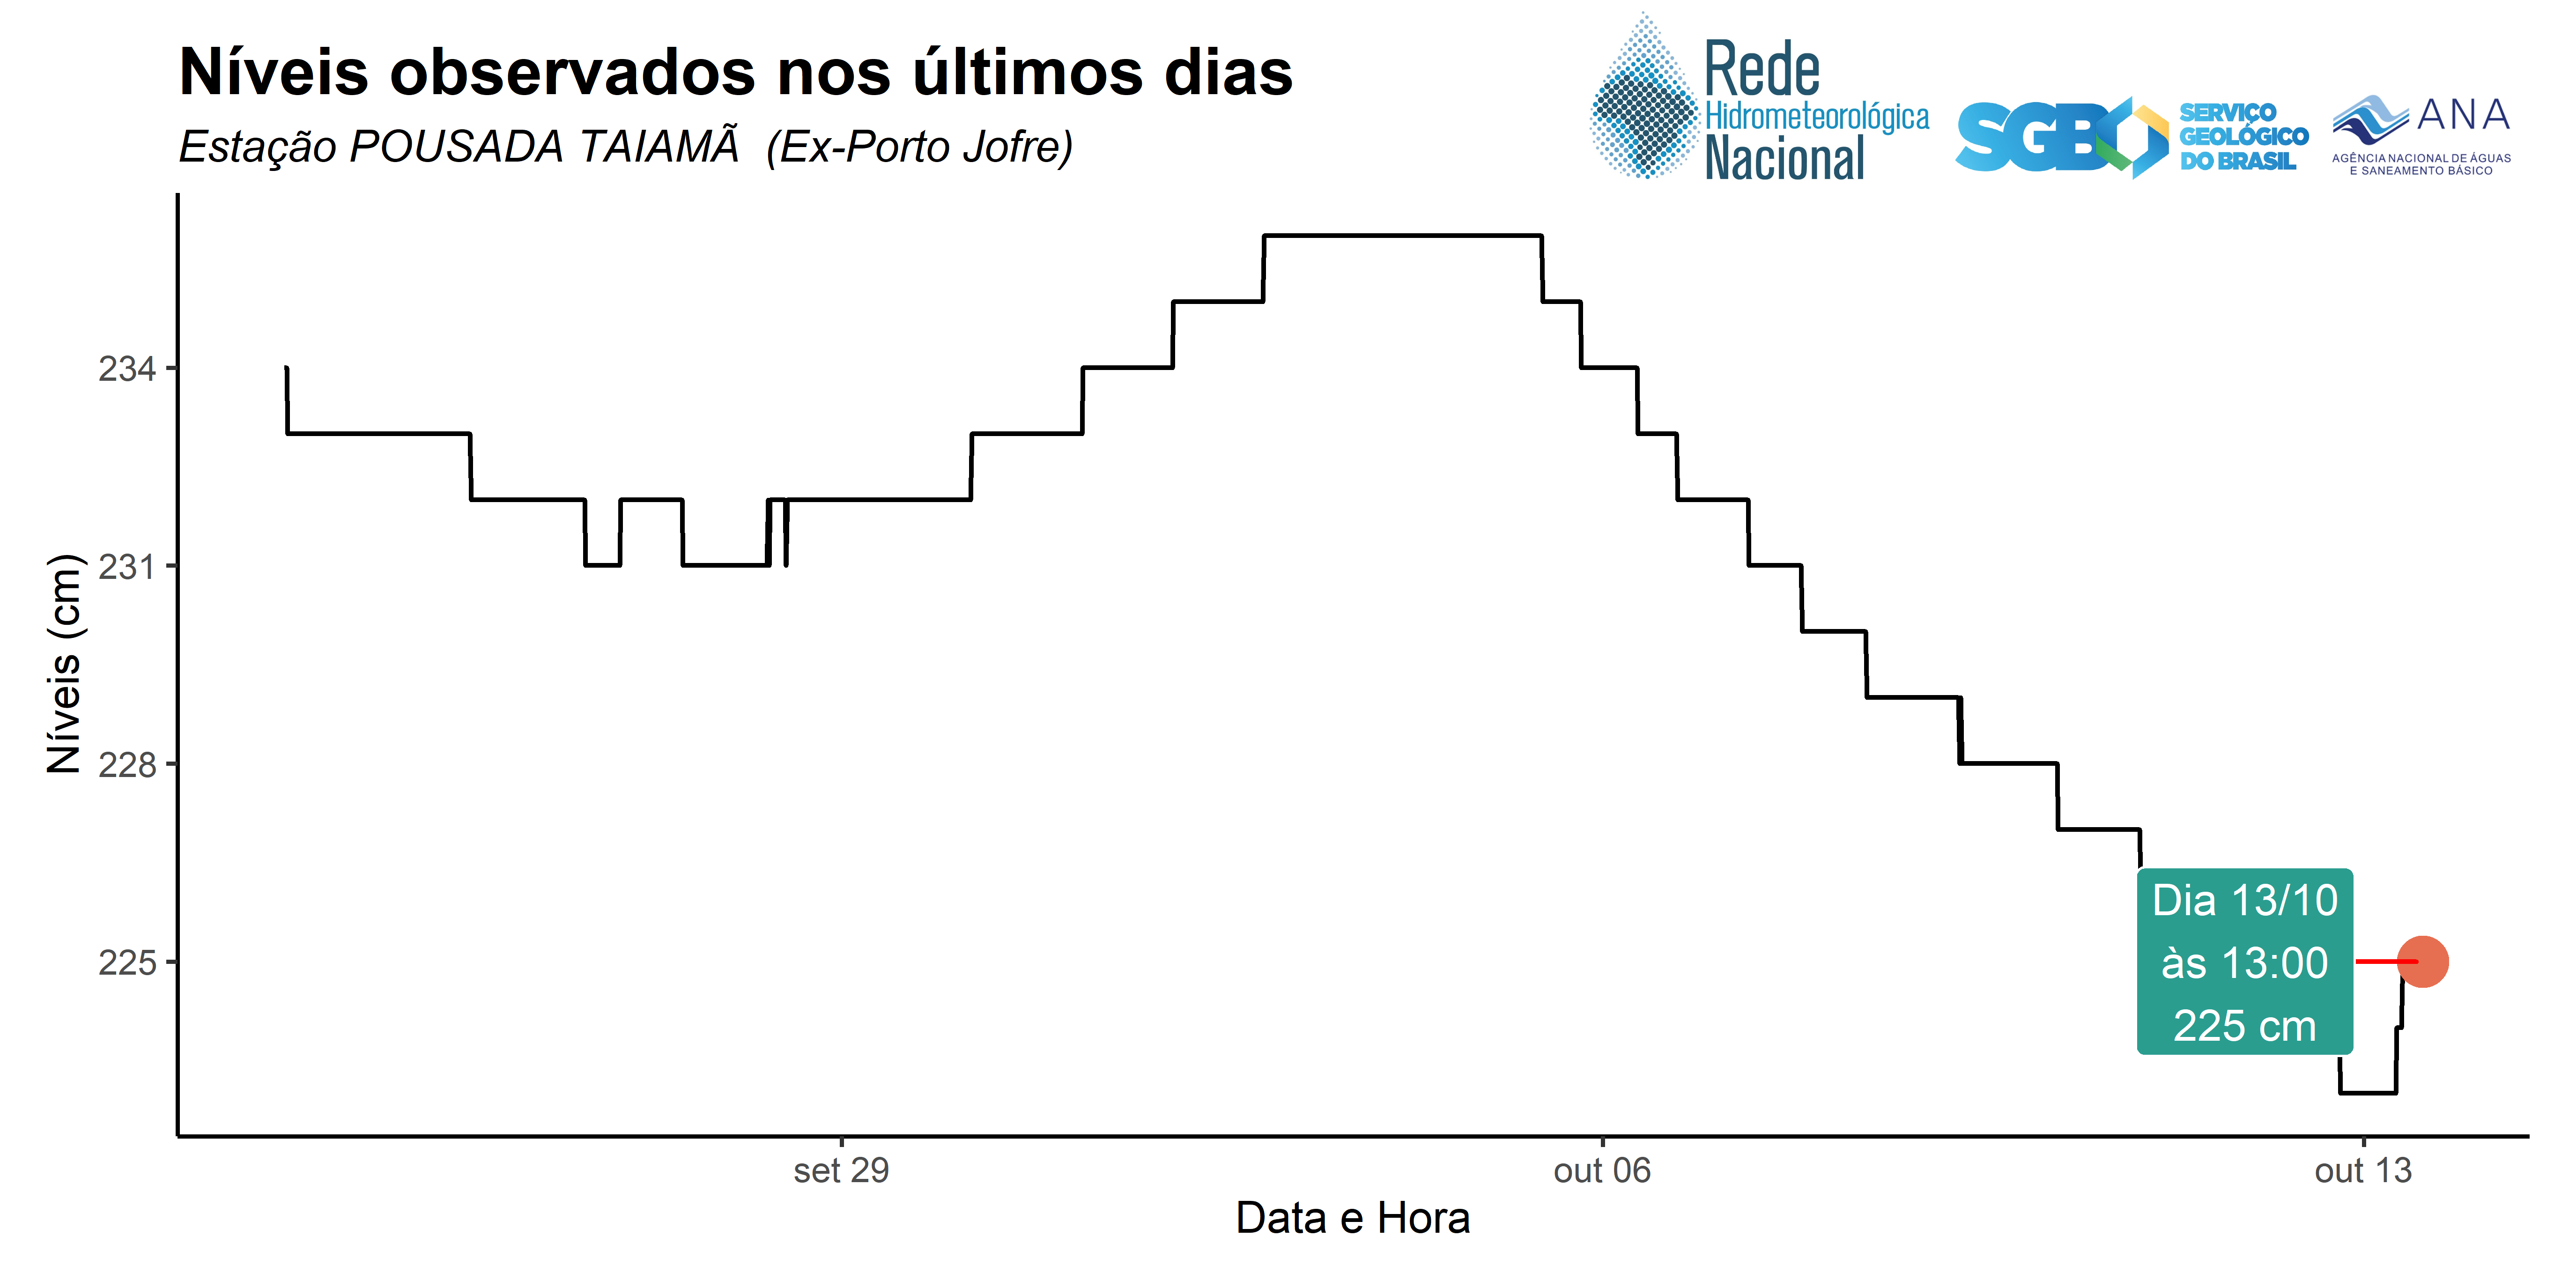 Níveis observados nos últimos dias
Estação POUSADA TAIAMÃ  (Ex-Porto Jofre)
Rede
Hidrometeorológica
Nacional
SGB
SERVIÇO
GEOLÓGICO
DO BRASIL
ANA
AGÊNCIA NACIONAL DE ÁGUAS
E SANEAMENTO BÁSICO
Níveis (cm)
234
231
228
225
Dia 13/10
às 13:00
225 cm
set 29
out 06
out 13
Data e Hora